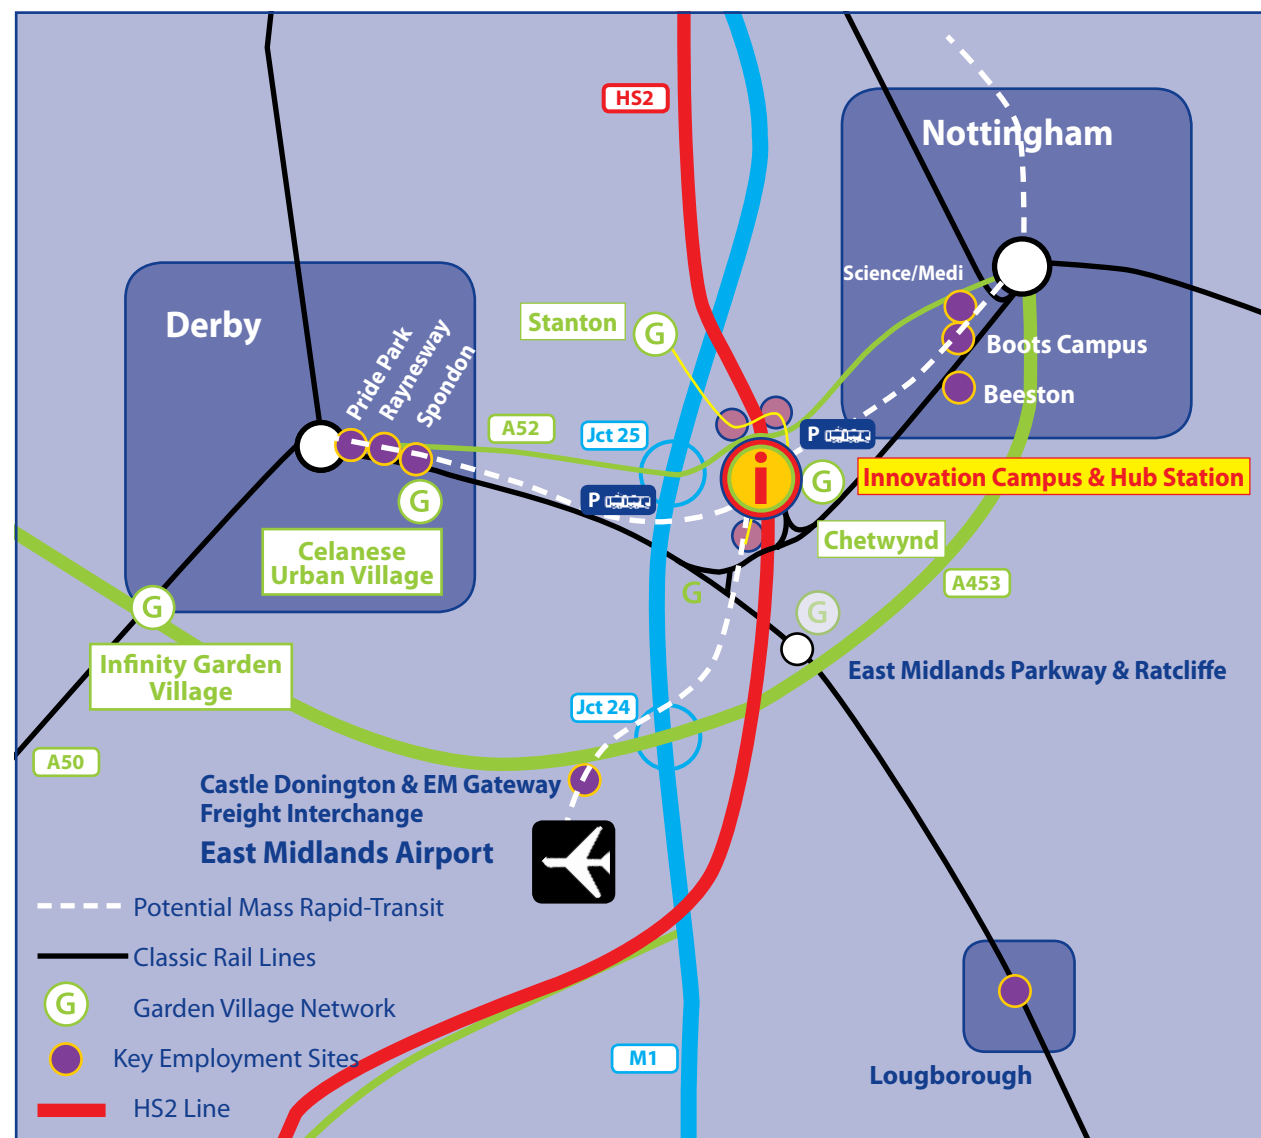 HS2
Nottingham
Science/Medi
Derby
Pride Park
Raynesway
Spondon
Stanton
G
Boots Campus
Beeston
A52
Jct 25
P
i
G
Innovation Campus & Hub Station
P
G
Celanese
Urban Village
Chetwynd
A453
G
G
G
Infinity Garden
Village
East Midlands Parkway & Ratcliffe
Jct 24
A50
Castle Donington & EM Gateway
Freight Interchange
East Midlands Airport
Potential Mass Rapid-Transit
Classic Rail Lines
G
Garden Village Network
Key Employment Sites
M1
HS2 Line
Lougborough